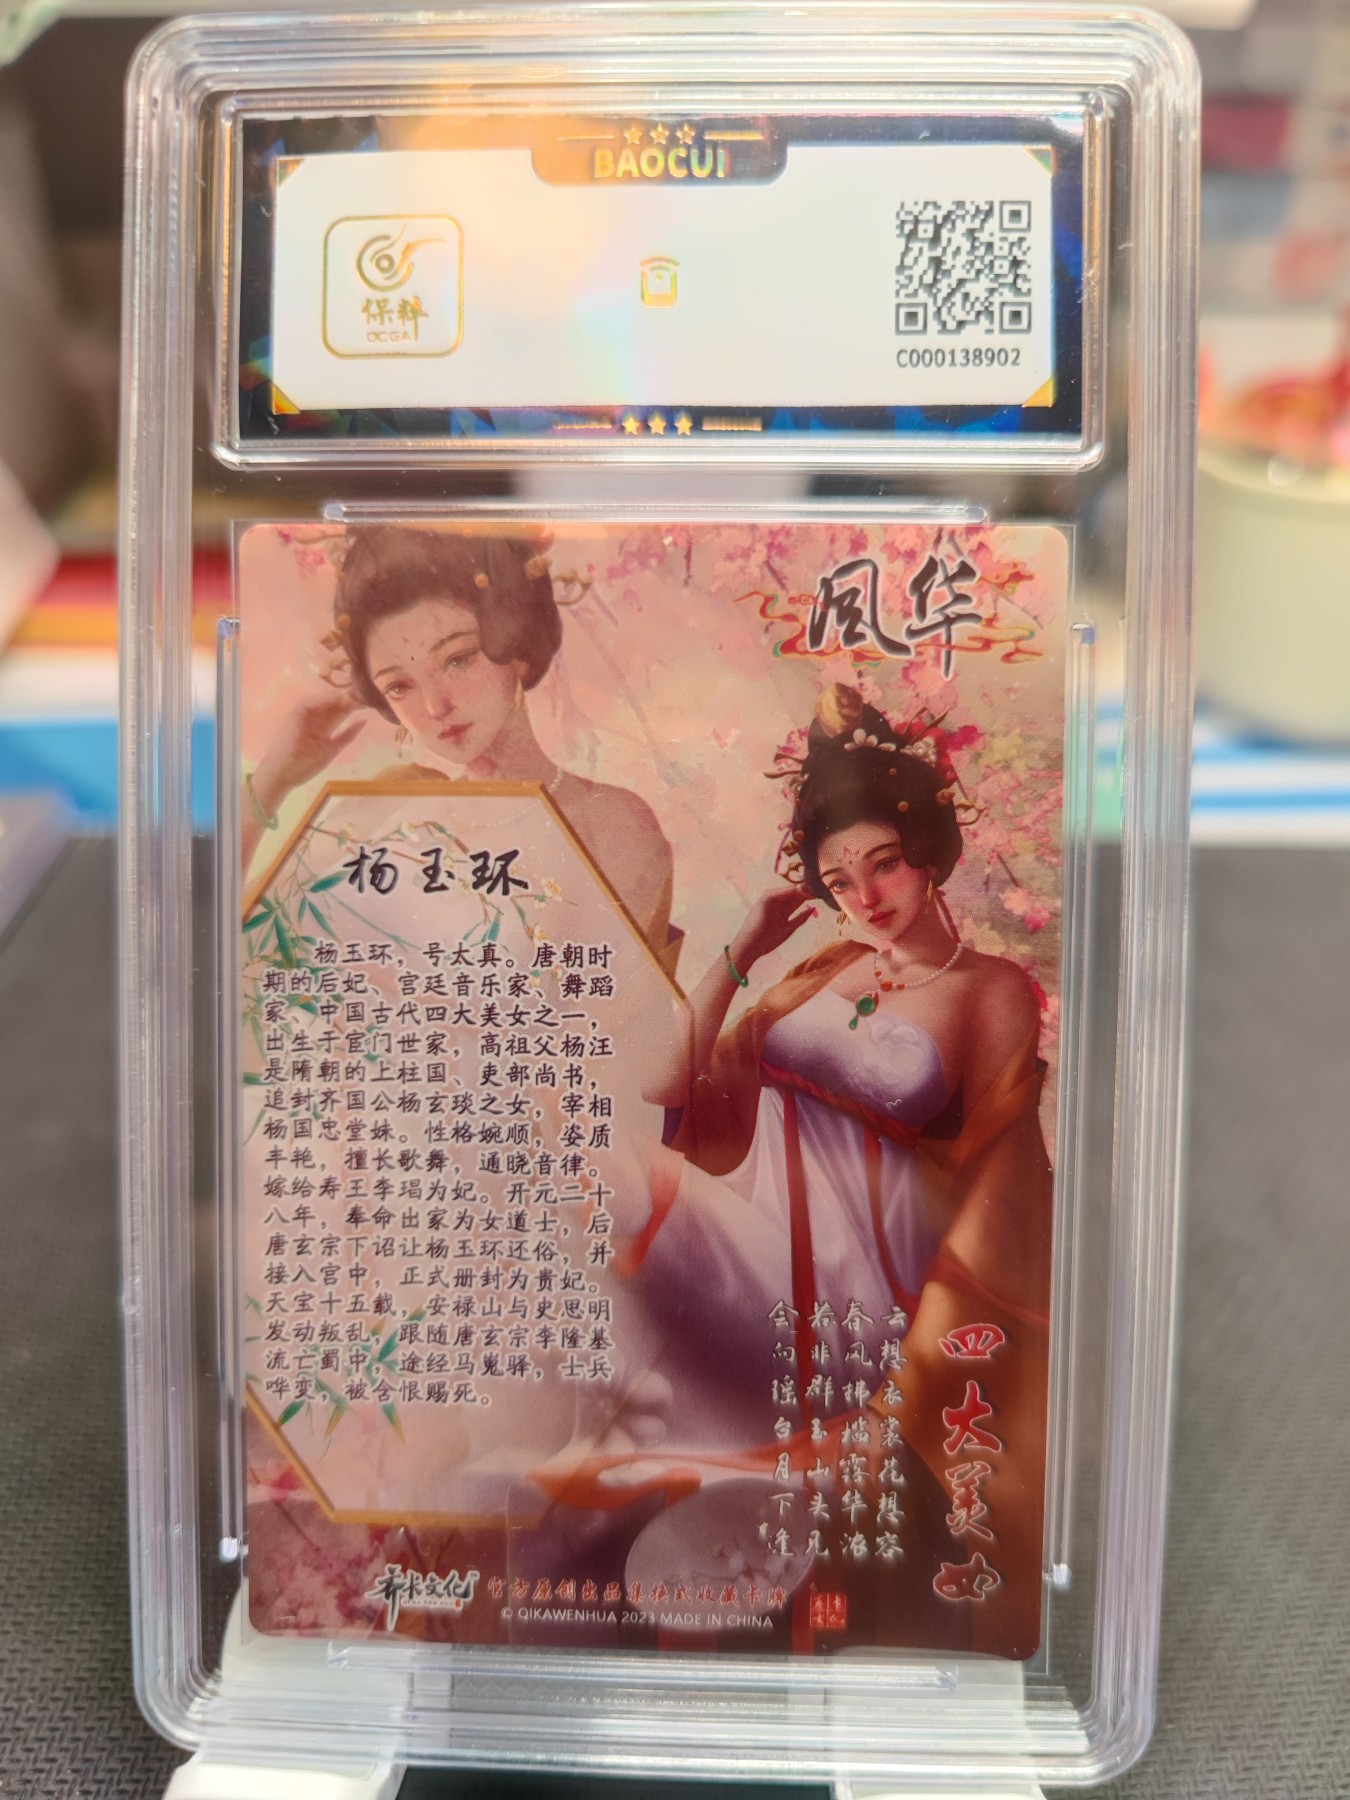 BAOCUI
保粹
DCGA
C000138902
风华
杨玉环
杨玉环，号太真。唐朝时
期的后妃、宫廷音乐家、舞蹈
家、中国古代四大美女之一，
出生于宦门世家，高祖父杨汪
是隋朝的上柱国、吏部尚书，
追封齐国公杨玄琰之女，宰相
杨国忠堂妹。性格婉顺，姿质
丰艳，擅长歌舞，通晓音律。
嫁给寿王李瑁为妃。开元二十
八年，奉命出家为女道士，后
唐玄宗下诏让杨玉环还俗，并
接入宫中，正式册封为贵妃。
天宝十五载，安禄山与史思明
发动叛乱，跟随唐玄宗李隆基
流亡蜀中，途经马嵬驿，士兵
哗变，被含恨赐死。
云想衣裳花想容
春风拂槛露华浓
若非群玉山头见
会向瑶台月下逢
四大美女
卡文化
官方原创出品集换式收藏卡牌
© QIKAWENHUA 2023 MADE IN CHINA